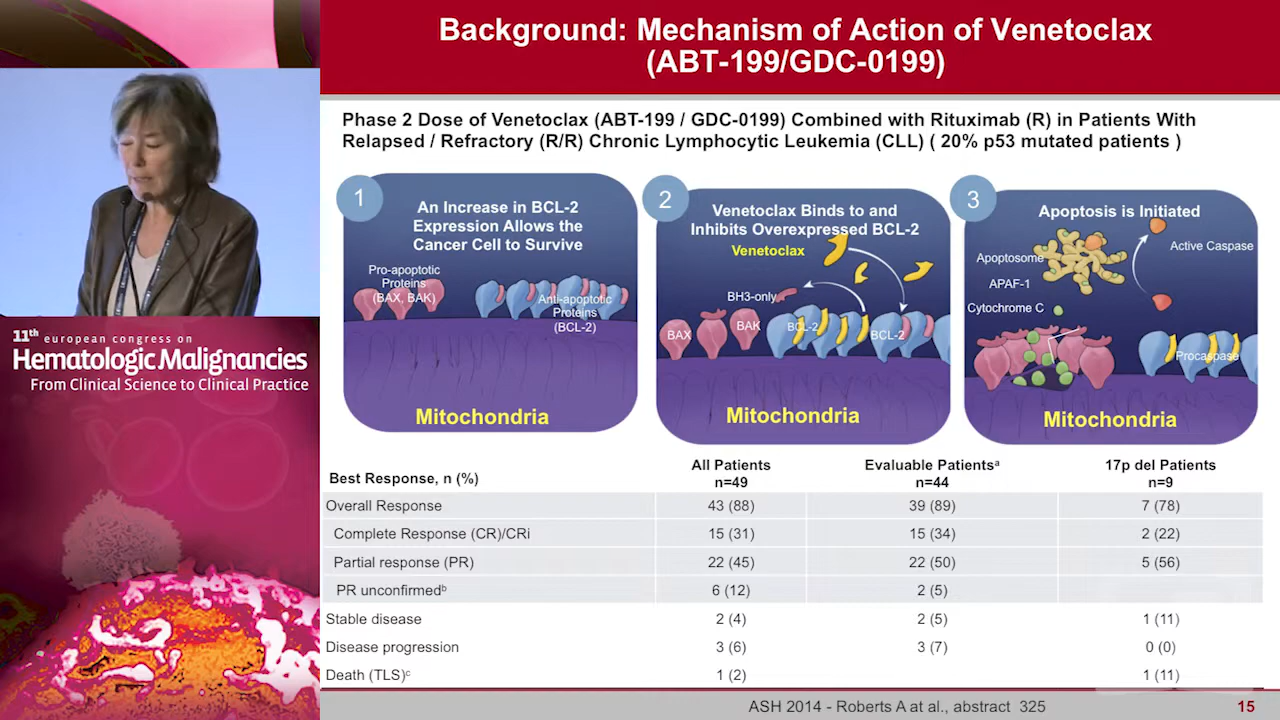 Background: Mechanism of Action of Venetoclax
(ABT-199/GDC-0199)
Phase 2 Dose of Venetoclax (ABT-199 / GDC-0199) Combined with Rituximab (R) in Patients With
Relapsed / Refractory (R/R) Chronic Lymphocytic Leukemia (CLL) ( 20% p53 mutated patients )
1
An Increase in BCL-2
Expression Allows the
Cancer Cell to Survive
Pro-apoptotic
Proteins
(BAX, BAK)
Anti-apoptotic
Proteins
(BCL-2)
Mitochondria
2
Venetoclax Binds to and
Inhibits Overexpressed BCL-2
Venetoclax
BH3-only
BAX
BAK
BCL-2
BCL-2
Mitochondria
3
Apoptosis is Initiated
Active Caspase
Apoptosome
APAF-1
Cytochrome C
Procaspase
Mitochondria
11th european congress on
Hematologic Malignancies
From Clinical Science to Clinical Practice
Best Response, n (%) All Patients n=49 Evaluable Patientsa n=44 17p del Patients n=9
Overall Response 43 (88) 39 (89) 7 (78)
Complete Response (CR)/CRi 15 (31) 15 (34) 2 (22)
Partial response (PR) 22 (45) 22 (50) 5 (56)
PR unconfirmedb 6 (12) 2 (5)
Stable disease 2 (4) 2 (5) 1 (11)
Disease progression 3 (6) 3 (7) 0 (0)
Death (TLS)c 1 (2) 1 (11)
ASH 2014 - Roberts A at al., abstract 325
15